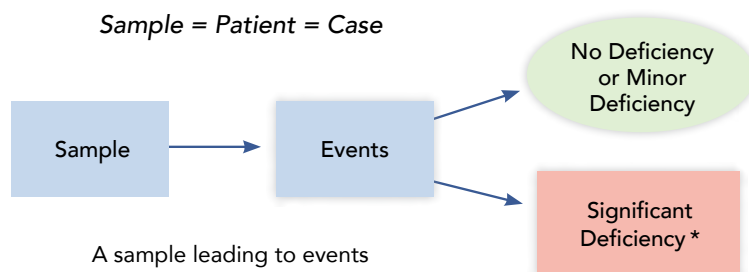 Sample = Patient = Case
No Deficiency
or Minor
Deficiency
Sample
Events
Significant
Deficiency *
A sample leading to events